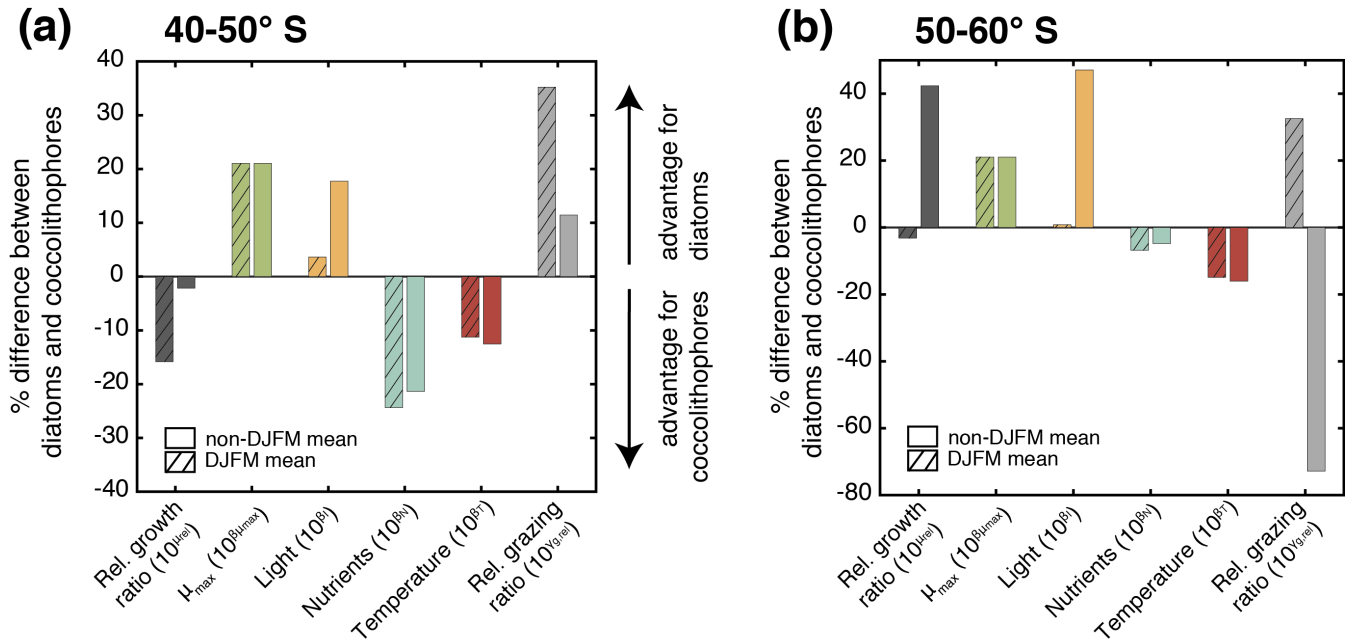 (a) 40-50° S
% difference between
diatoms and coccolithophores
40
30
20
10
0
-10
-20
-30
-40
non-DJFM mean
DJFM mean
Rel. growth
ratio (10^μrel)
μmax (10^βμmax)
Light (10^βI)
Nutrients (10^βN)
Temperature (10^βT)
Rel. grazing
ratio (10^γg,rel)
advantage for
diatoms
advantage for
coccolithophores
(b) 50-60° S
% difference between
diatoms and coccolithophores
40
20
0
-20
-40
-60
-80
non-DJFM mean
DJFM mean
Rel. growth
ratio (10^μrel)
μmax (10^βμmax)
Light (10^βI)
Nutrients (10^βN)
Temperature (10^βT)
Rel. grazing
ratio (10^γg,rel)